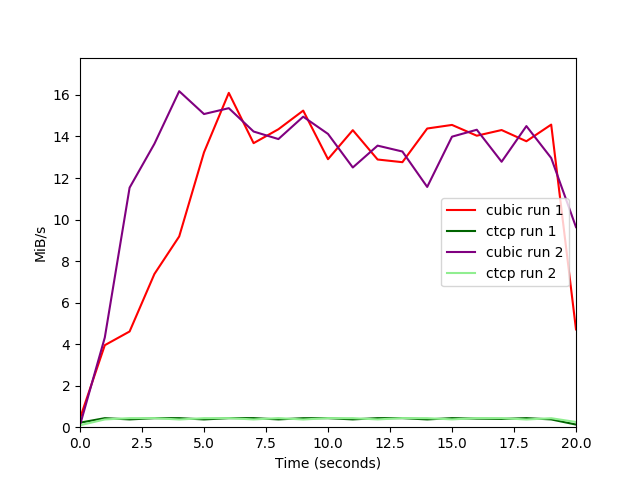 16
14
12
10
8
6
4
2
0
MiB/s
cubic run 1
ctcp run 1
cubic run 2
ctcp run 2
0.0 2.5 5.0 7.5 10.0 12.5 15.0 17.5 20.0
Time (seconds)